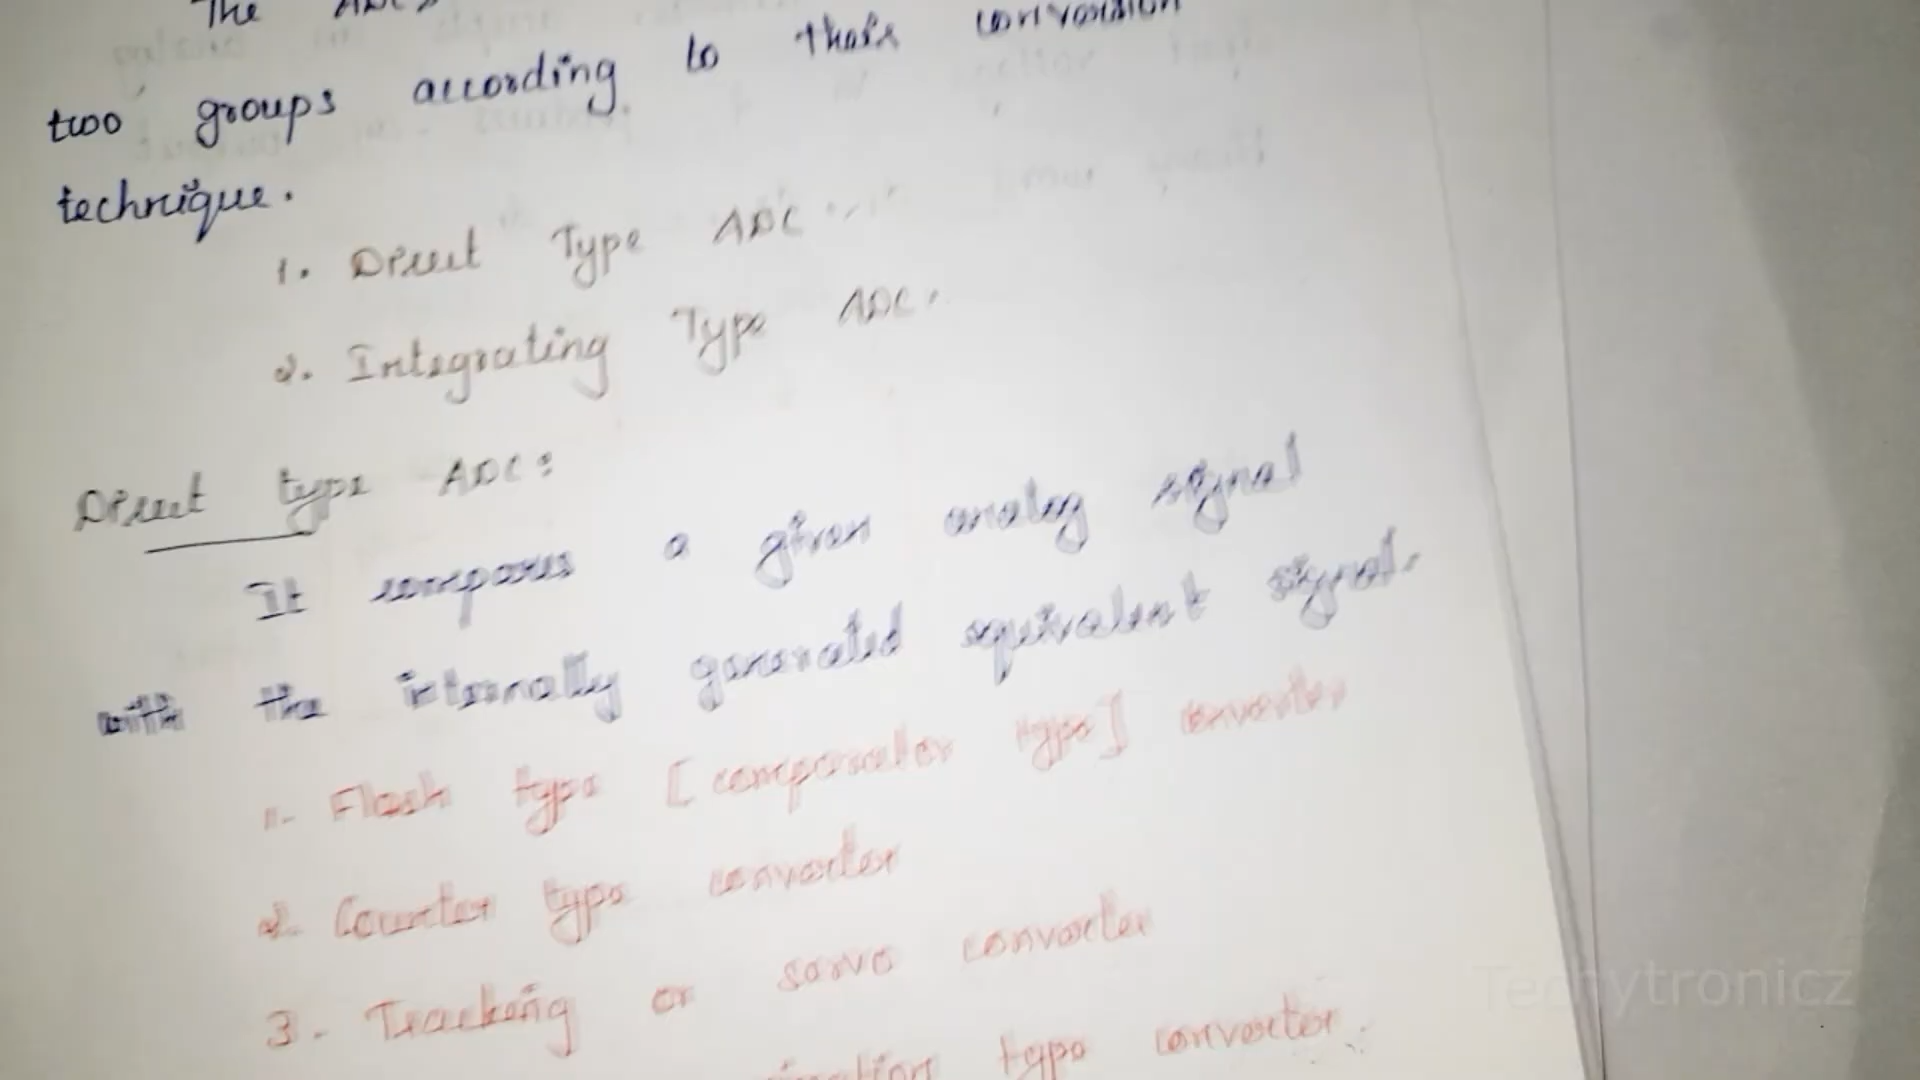 The ADCs
two groups according to their conversion
technique.
1. Direct Type ADC
2. Integrating Type ADC.
Direct type ADC:
It compares a given analog signal
with the internally generated equivalent signal.
1. Flash type [comparator type] converter
2. Counter type converter
3. Tracking or servo converter
type converter.
Techytronicz